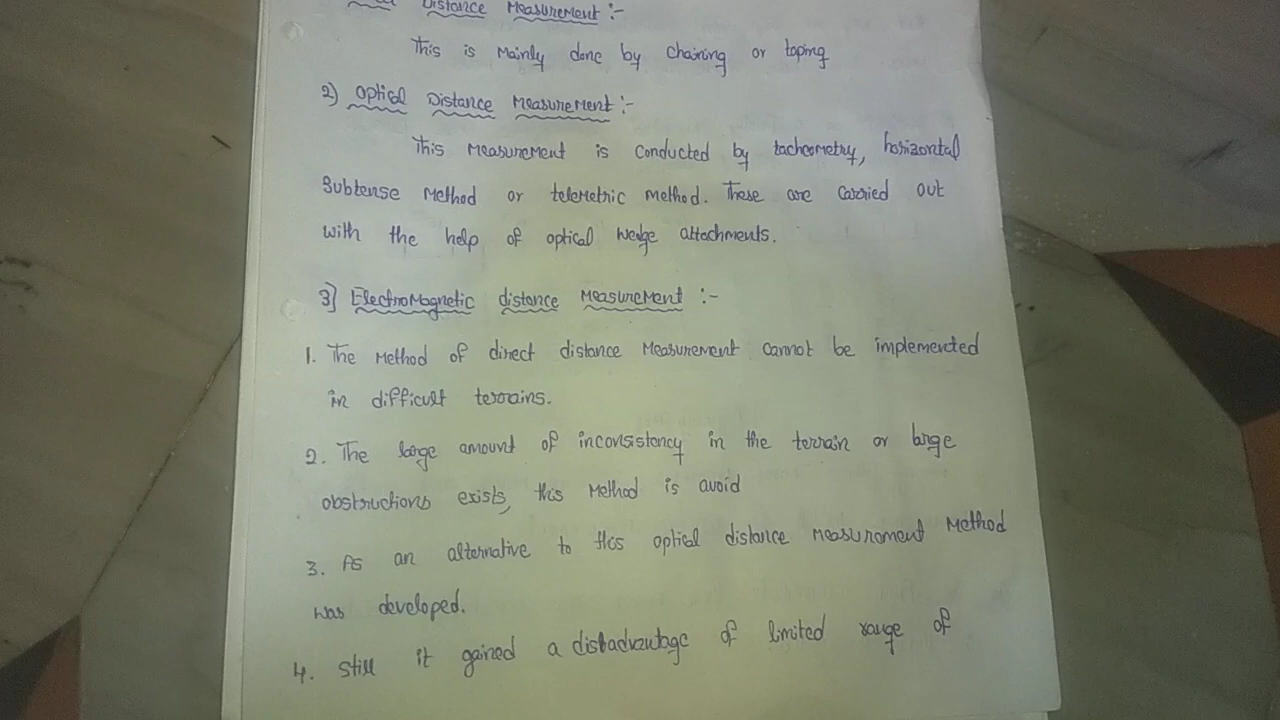 Distance Measurement :-
This is Mainly done by Chaining or taping
2) Optical Distance Measurement :-
This Measurement is conducted by tacheometry, horizontal
Subtense Method or telemetric method. These are carried out
with the help of optical wedge attachments.
3] ElectroMagnetic distance Measurement :-
1. The Method of direct distance Measurement cannot be implemented
in difficult terrains.
2. The large amount of inconsistency in the terrain or large
obstructions exists, this Method is avoid
3. As an alternative to this optical distance measurement Method
was developed.
4. Still it gained a disadvantage of limited range of